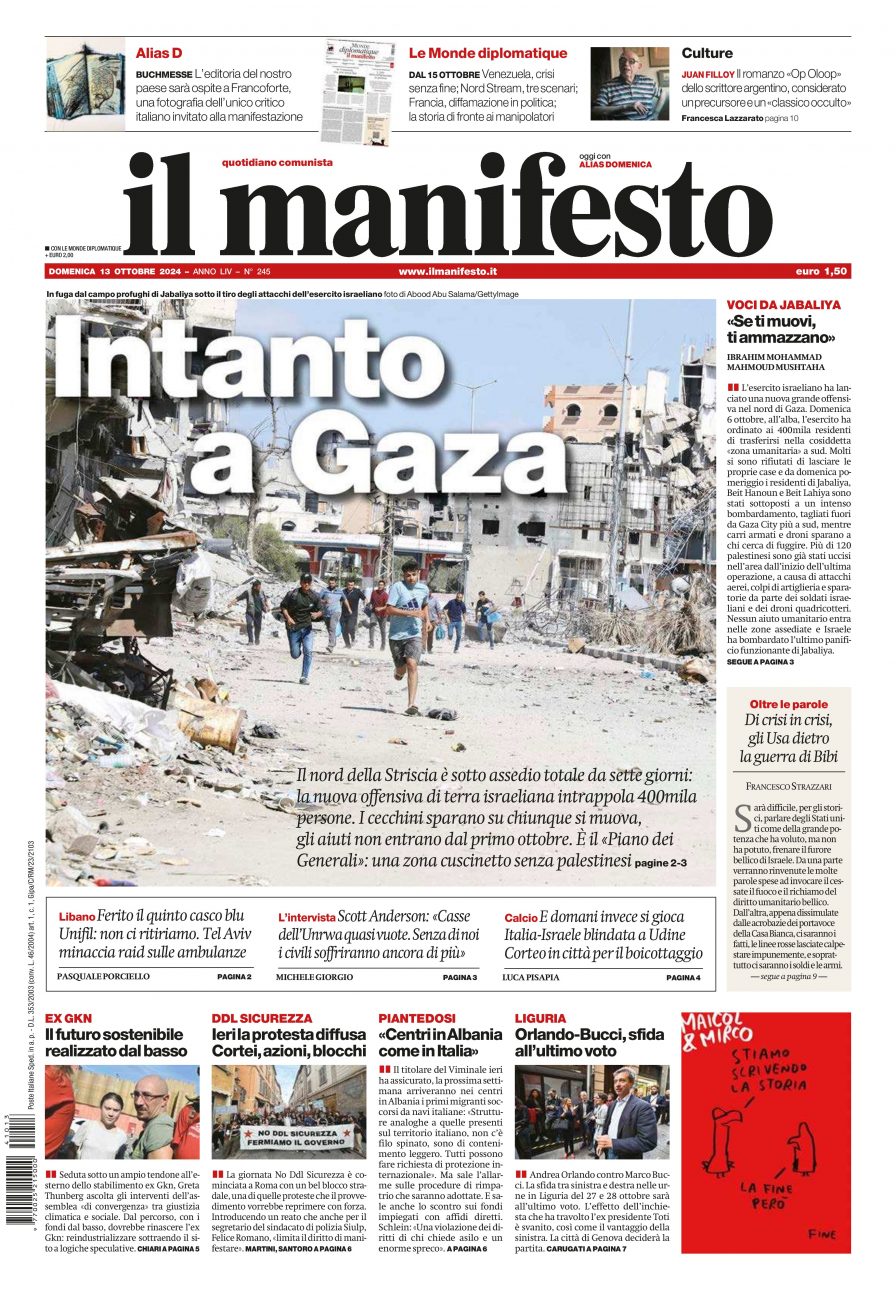 Alias D
BUCHMESSE L'editoria del nostro
paese sarà ospite a Francoforte,
una fotografia dell'unico critico
italiano invitato alla manifestazione
Le Monde diplomatique
DAL 15 OTTOBRE Venezuela, crisi
senza fine; Nord Stream, tre scenari;
Francia, diffamazione in politica;
la storia di fronte ai manipolatori
Culture
JUAN FILLOY Il romanzo «Op Oloop»
dello scrittore argentino, considerato
un precursore e un «classico occulto»
Francesca Lazzarato pagina 10
quotidiano comunista
oggi con
ALIAS DOMENICA
il manifesto
CON LE MONDE DIPLOMATIQUE
+ EURO 2,00
DOMENICA 13 OTTOBRE 2024 – ANNO LIV – N° 245
www.ilmanifesto.it
euro 1,50
In fuga dal campo profughi di Jabaliya sotto il tiro degli attacchi dell'esercito israeliano foto di Abood Abu Salama/GettyImage
Intanto
a Gaza
Il nord della Striscia è sotto assedio totale da sette giorni:
la nuova offensiva di terra israeliana intrappola 400mila
persone. I cecchini sparano su chiunque si muova,
gli aiuti non entrano dal primo ottobre. È il «Piano dei
Generali»: una zona cuscinetto senza palestinesi pagine 2-3
VOCI DA JABALIYA
«Se ti muovi,
ti ammazzano»
IBRAHIM MOHAMMAD
MAHMOUD MUSHTAHA
L'esercito israeliano ha lan-
ciato una nuova grande offensi-
va nel nord di Gaza. Domenica
6 ottobre, all'alba, l'esercito ha
ordinato ai 400mila residenti
di trasferirsi nella cosiddetta
«zona umanitaria» a sud. Molti
si sono rifiutati di lasciare le
proprie case e da domenica po-
meriggio i residenti di Jabaliya,
Beit Hanoun e Beit Lahiya sono
stati sottoposti a un intenso
bombardamento, tagliati fuori
da Gaza City più a sud, mentre
carri armati e droni sparano a
chi cerca di fuggire. Più di 120
palestinesi sono già stati uccisi
nell'area dall'inizio dell'ultima
operazione, a causa di attacchi
aerei, colpi di artiglieria e spara-
torie da parte dei soldati israe-
liani e dei droni quadricotteri.
Nessun aiuto umanitario entra
nelle zone assediate e Israele
ha bombardato l'ultimo panifi-
cio funzionante di Jabaliya.
SEGUE A PAGINA 3
Oltre le parole
Di crisi in crisi,
gli Usa dietro
la guerra di Bibi
FRANCESCO STRAZZARI
Sarà difficile, per gli stori-
ci, parlare degli Stati uni-
ti come della grande po-
tenza che ha voluto, ma non
ha potuto, frenare il furore
bellico di Israele. Da una parte
verranno rinvenute le molte
parole spese ad invocare il ces-
sate il fuoco e il richiamo del
diritto umanitario bellico.
Dall'altra, appena dissimulate
dalle acrobazie dei portavoce
della Casa Bianca, ci saranno i
fatti, le linee rosse lasciate calpe-
stare impunemente, e soprat-
tutto ci saranno i soldi e le armi.
— segue a pagina 9 —
Libano Ferito il quinto casco blu
Unifil: non ci ritiriamo. Tel Aviv
minaccia raid sulle ambulanze
PASQUALE PORCIELLO
PAGINA 2
L'intervista Scott Anderson: «Casse
dell'Unrwa quasi vuote. Senza di noi
i civili soffriranno ancora di più»
MICHELE GIORGIO
PAGINA 3
Calcio E domani invece si gioca
Italia-Israele blindata a Udine
Corteo in città per il boicottaggio
LUCA PISAPIA
PAGINA 4
EX GKN
Il futuro sostenibile
realizzato dal basso
Seduta sotto un ampio tendone all'e-
sterno dello stabilimento ex Gkn, Greta
Thunberg ascolta gli interventi dell'as-
semblea «di convergenza» tra giustizia
climatica e sociale. Dal percorso, con i
fondi dal basso, dovrebbe rinascere l'ex
Gkn: reindustrializzare sottraendo il si-
to a logiche speculative. CHIARI A PAGINA 5
DDL SICUREZZA
Ieri la protesta diffusa
Cortei, azioni, blocchi
NO DDL SICUREZZA
FERMIAMO IL GOVERNO
La giornata No Ddl Sicurezza è co-
minciata a Roma con un bel blocco stra-
dale, una di quelle proteste che il provve-
dimento vorrebbe reprimere con forza.
Introducendo un reato che anche per il
segretario del sindacato di polizia Siulp,
Felice Romano, «limita il diritto di mani-
festare». MARTINI, SANTORO A PAGINA 6
PIANTEDOSI
«Centri in Albania
come in Italia»
Il titolare del Viminale ieri
ha assicurato, la prossima setti-
mana arriveranno nei centri
in Albania i primi migranti soc-
corsi da navi italiane: «Struttu-
re analoghe a quelle presenti
sul territorio italiano, non c'è
filo spinato, sono di conteni-
mento leggero. Tutti possono
fare richiesta di protezione in-
ternazionale». Ma sale l'allar-
me sulle procedure di rimpa-
trio che saranno adottate. E sa-
le anche lo scontro sui fondi
impiegati con affidi diretti.
Schlein: «Una violazione dei di-
ritti di chi chiede asilo e un
enorme spreco». A PAGINA 6
LIGURIA
Orlando-Bucci, sfida
all'ultimo voto
Andrea Orlando contro Marco Buc-
ci. La sfida tra sinistra e destra nelle ur-
ne in Liguria del 27 e 28 ottobre sarà
all'ultimo voto. L'effetto dell'inchie-
sta che ha travolto l'ex presidente Toti
è svanito, così come il vantaggio della
sinistra. La città di Genova deciderà la
partita. CARUGATI A PAGINA 7
MAICOL
& MIRCO
STIAMO
SCRIVENDO
LA STORIA
LA FINE
PERÒ
FINE
Poste Italiane Sped. in a. p. - D.L. 353/2003 (conv. L. 46/2004) art. 1, c. 1, Gipa/C/RM/23/2103
41013
9 770025 215000